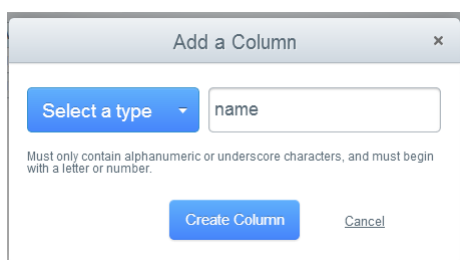 Add a Column ×
Select a type name
Must only contain alphanumeric or underscore characters, and must begin
with a letter or number.
Create Column Cancel